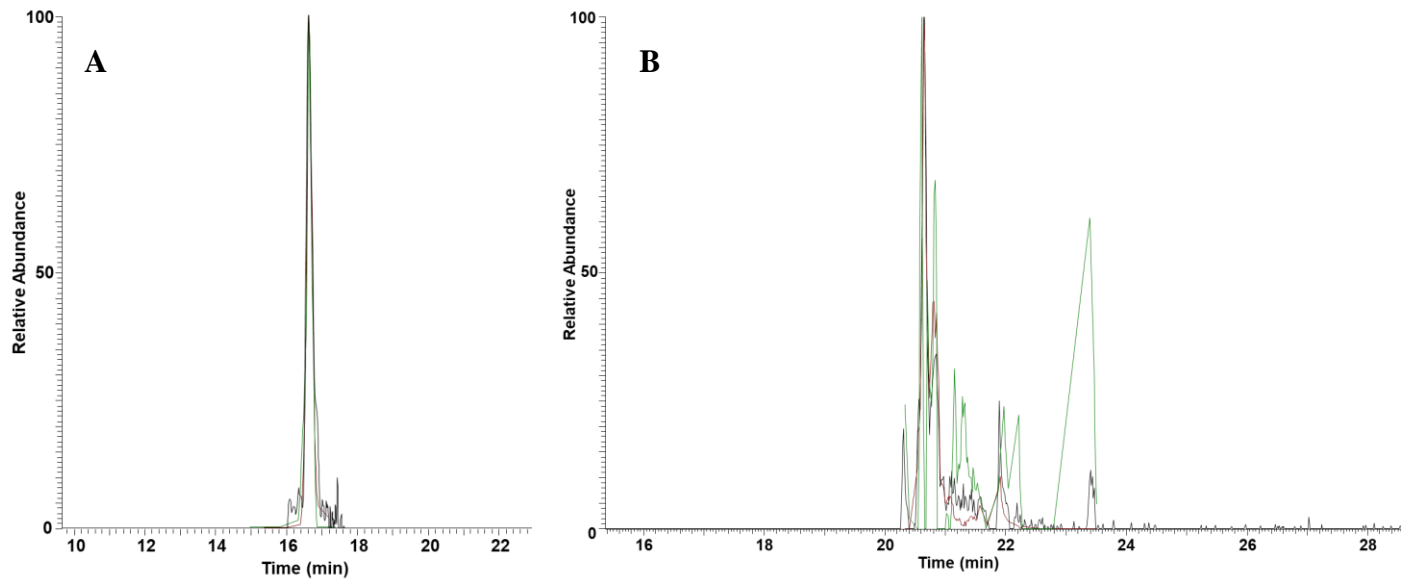 A
100
50
0
Relative Abundance
10 12 14 16 18 20 22
Time (min)
B
100
50
0
Relative Abundance
16 18 20 22 24 26 28
Time (min)